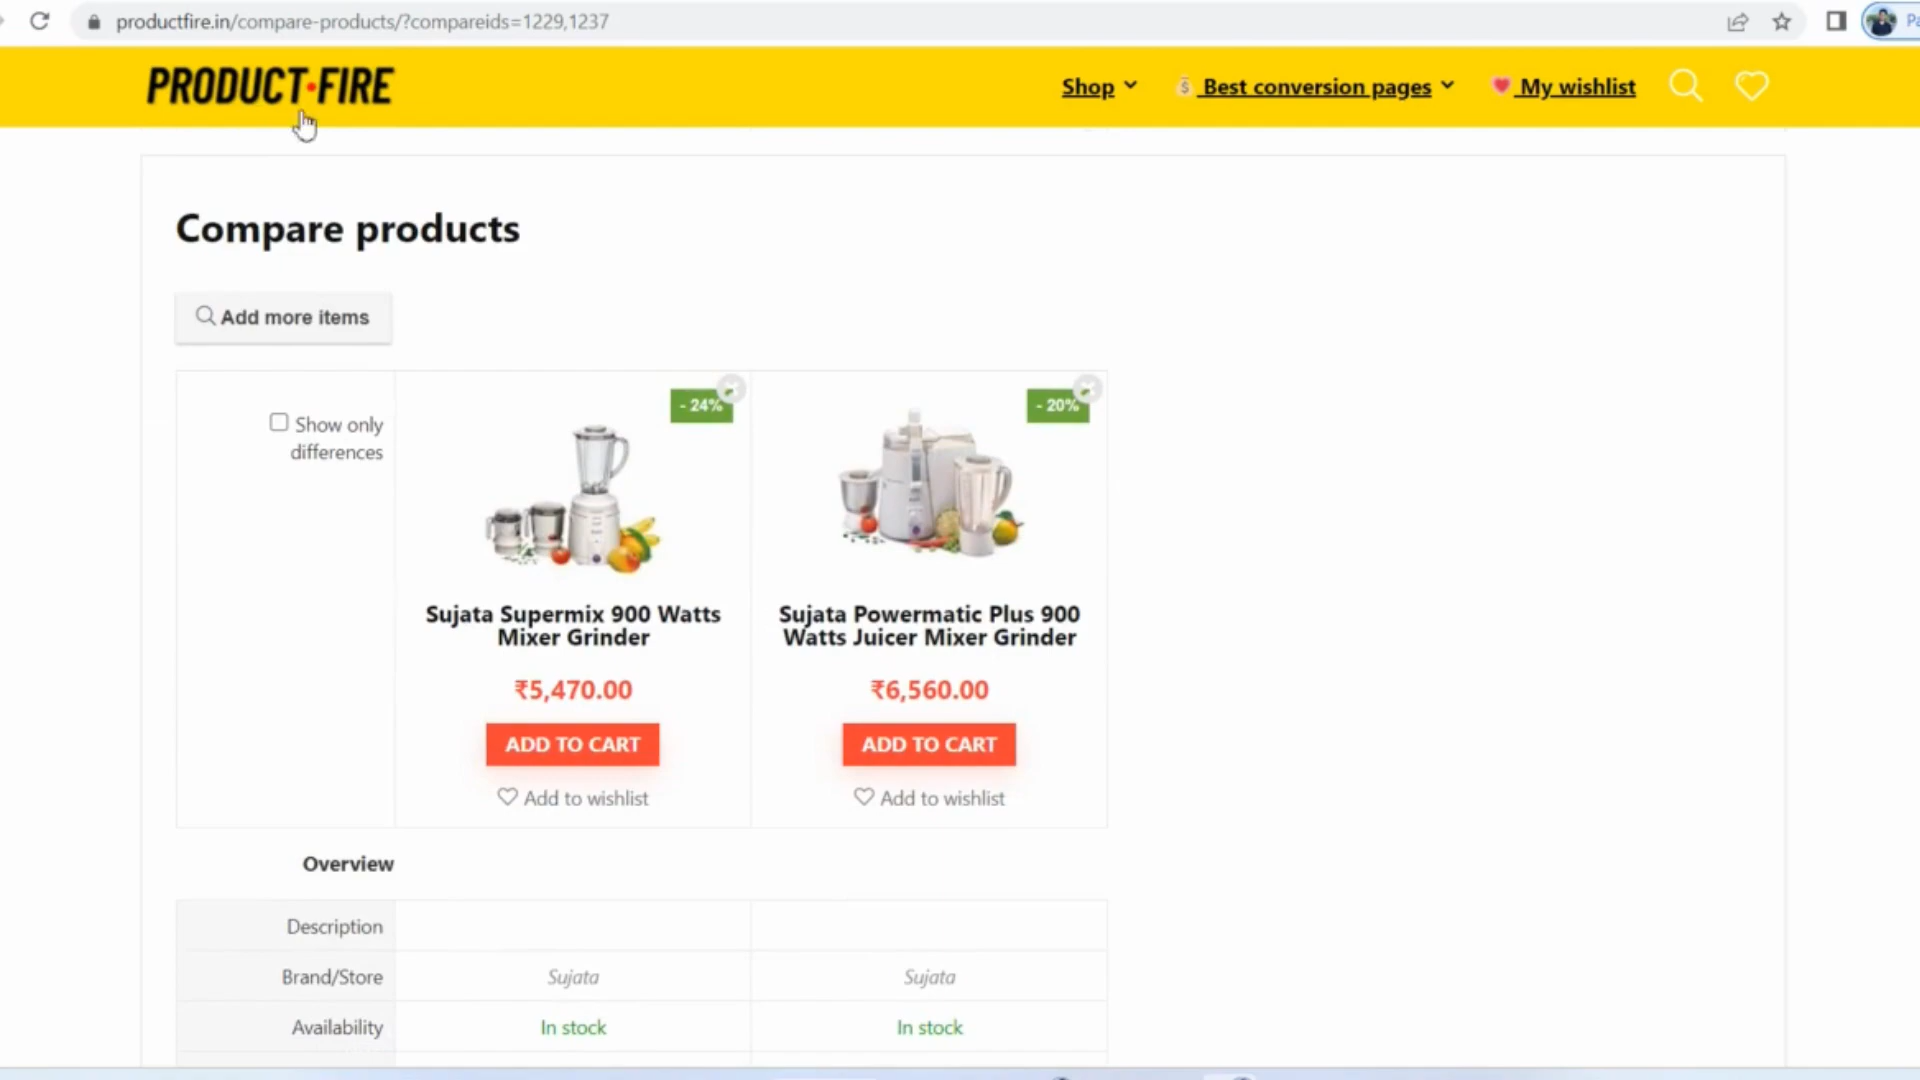 productfire.in/compare-products/?compareids=1229,1237
PRODUCT·FIRE
Shop
Best conversion pages
My wishlist
Compare products
Add more items
Show only
differences
- 24%
- 20%
Sujata Supermix 900 Watts
Mixer Grinder
₹5,470.00
ADD TO CART
Add to wishlist
Sujata Powermatic Plus 900
Watts Juicer Mixer Grinder
₹6,560.00
ADD TO CART
Add to wishlist
Overview
Description
Brand/Store
Sujata
Sujata
Availability
In stock
In stock